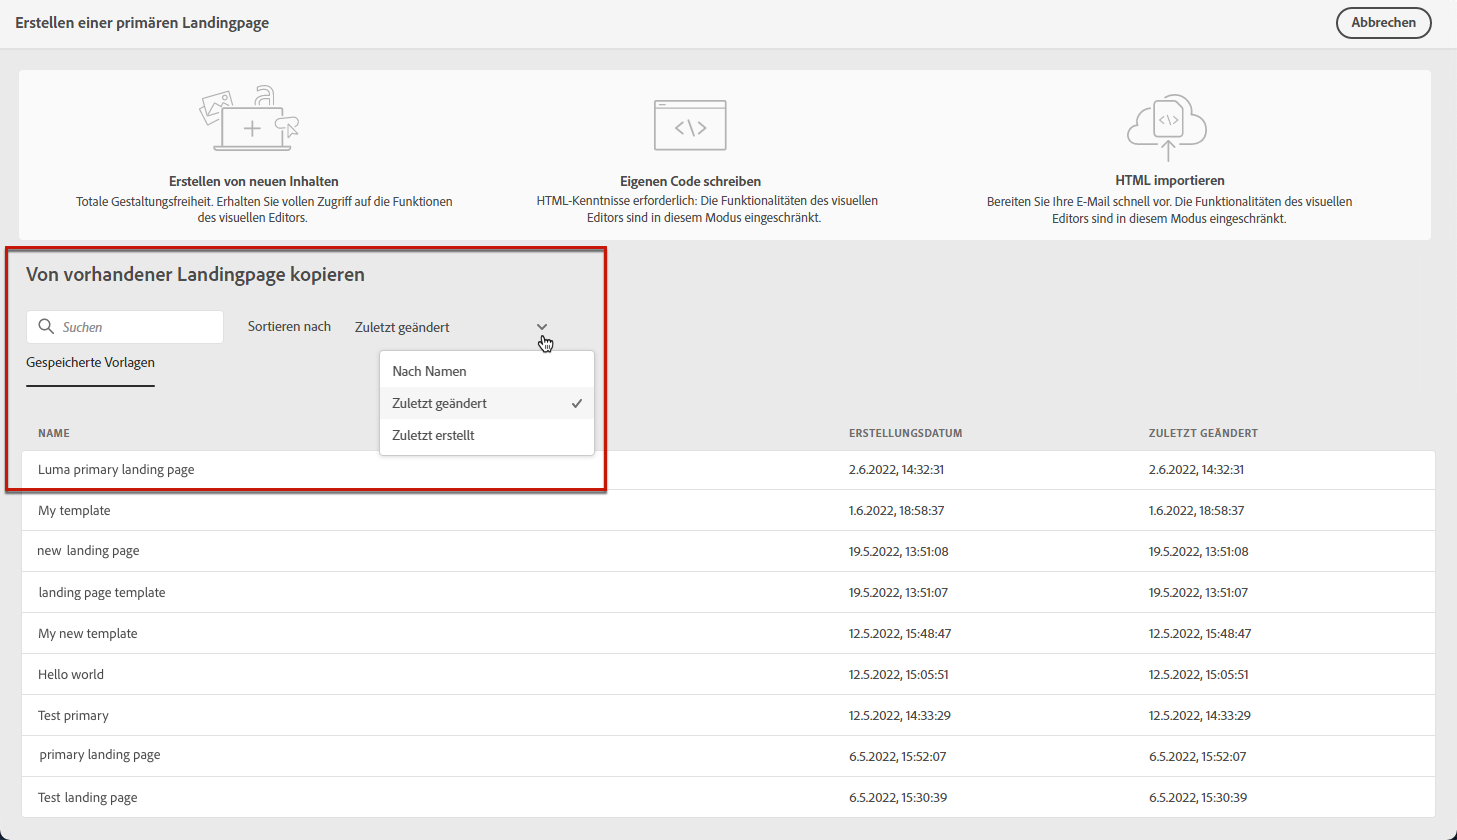 Erstellen einer primären Landingpage
Abbrechen
Erstellen von neuen Inhalten
Totale Gestaltungsfreiheit. Erhalten Sie vollen Zugriff auf die Funktionen
des visuellen Editors.
Eigenen Code schreiben
HTML-Kenntnisse erforderlich: Die Funktionalitäten des visuellen
Editors sind in diesem Modus eingeschränkt.
HTML importieren
Bereiten Sie Ihre E-Mail schnell vor. Die Funktionalitäten des visuellen
Editors sind in diesem Modus eingeschränkt.
Von vorhandener Landingpage kopieren
Suchen
Sortieren nach
Zuletzt geändert
Gespeicherte Vorlagen
Nach Namen
Zuletzt geändert
Zuletzt erstellt
NAME ERSTELLUNGSDATUM ZULETZT GEÄNDERT
Luma primary landing page 2.6.2022, 14:32:31 2.6.2022, 14:32:31
My template 1.6.2022, 18:58:37 1.6.2022, 18:58:37
new landing page 19.5.2022, 13:51:08 19.5.2022, 13:51:08
landing page template 19.5.2022, 13:51:07 19.5.2022, 13:51:07
My new template 12.5.2022, 15:48:47 12.5.2022, 15:48:47
Hello world 12.5.2022, 15:05:51 12.5.2022, 15:05:51
Test primary 12.5.2022, 14:33:29 12.5.2022, 14:33:29
primary landing page 6.5.2022, 15:52:07 6.5.2022, 15:52:07
Test landing page 6.5.2022, 15:30:39 6.5.2022, 15:30:39